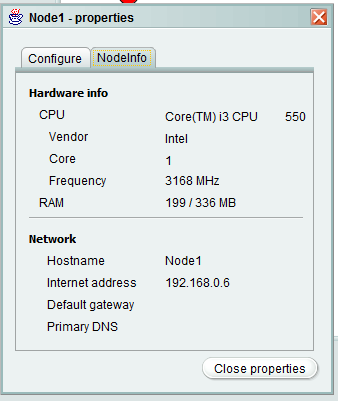 Node1 - properties
Configure NodeInfo
Hardware info
CPU Core(TM) i3 CPU 550
Vendor Intel
Core 1
Frequency 3168 MHz
RAM 199 / 336 MB
Network
Hostname Node1
Internet address 192.168.0.6
Default gateway
Primary DNS
Close properties